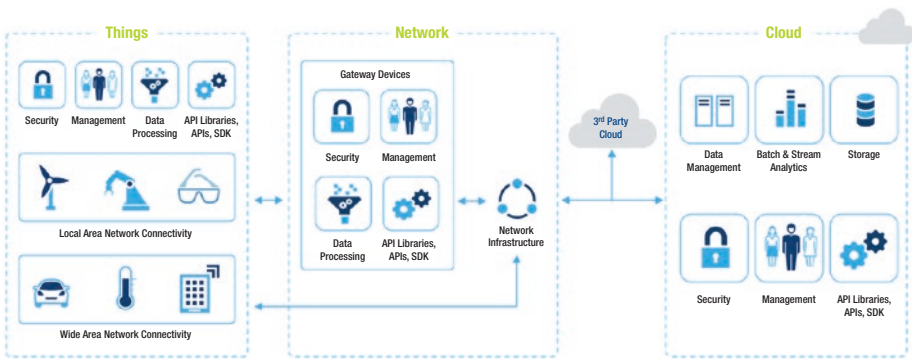 Things
Security
Management
Data
Processing
API Libraries,
APIs, SDK
Local Area Network Connectivity
Wide Area Network Connectivity
Network
Gateway Devices
Security
Management
Data
Processing
API Libraries,
APIs, SDK
Network
Infrastructure
3rd Party
Cloud
Cloud
Data
Management
Batch & Stream
Analytics
Storage
Security
Management
API Libraries,
APIs, SDK